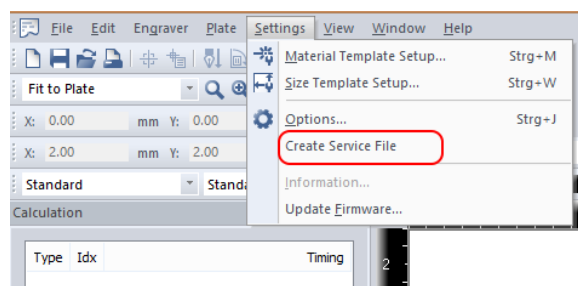 File Edit Engraver Plate Settings View Window Help
Material Template Setup... Strg+M
Fit to Plate
Size Template Setup... Strg+W
X: 0.00 mm Y: 0.00
Options... Strg+J
Create Service File
X: 2.00 mm Y: 2.00
Information...
Standard
Update Firmware...
Calculation
Type Idx Timing
2